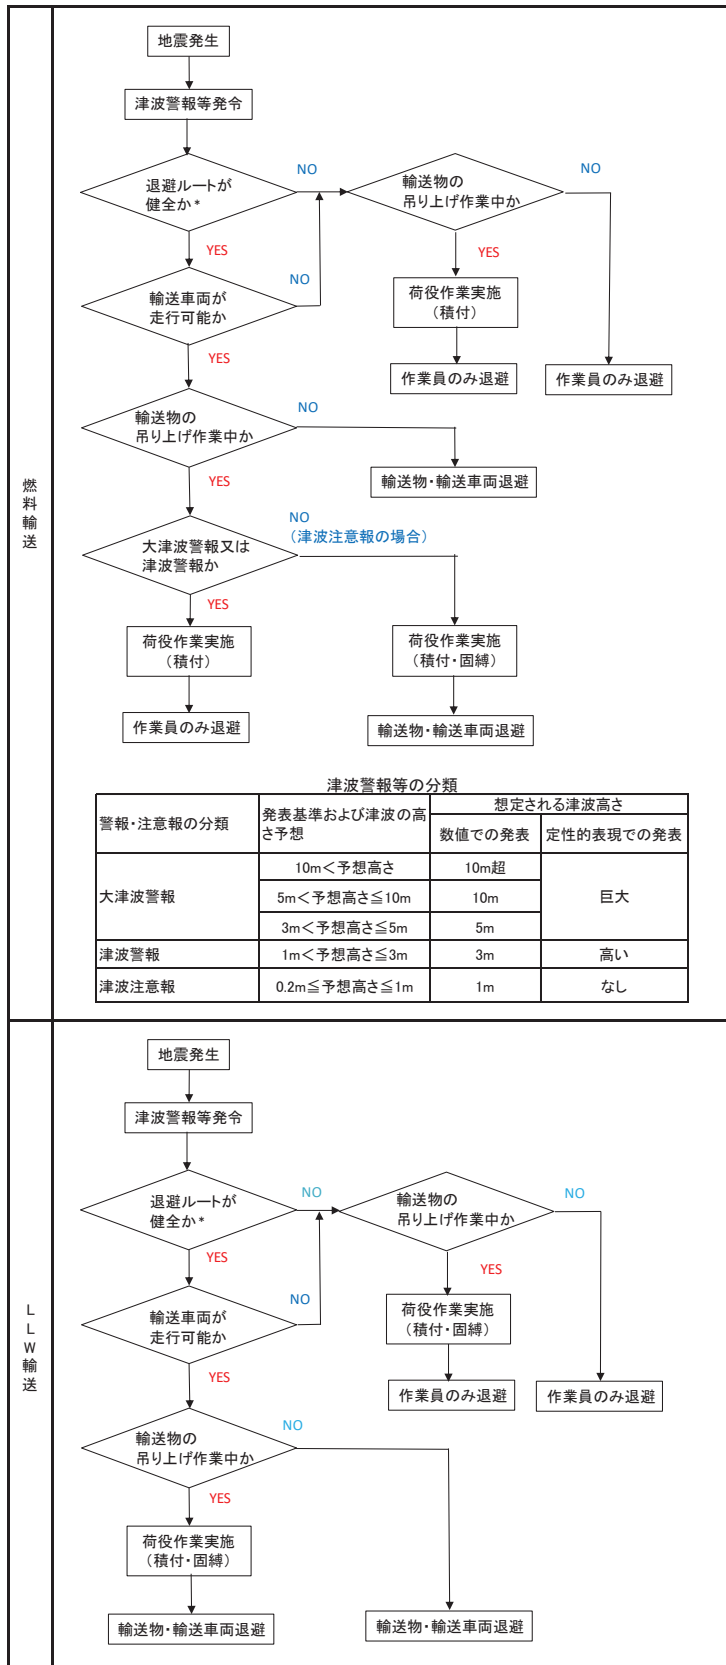 燃料輸送
地震発生
津波警報等発令
退避ルートが
健全か*
NO
輸送物の
吊り上げ作業中か
NO
YES
YES
輸送車両が
走行可能か
NO
荷役作業実施
(積付)
YES
作業員のみ退避
作業員のみ退避
輸送物の
吊り上げ作業中か
NO
輸送物・輸送車両退避
YES
大津波警報又は
津波警報か
NO
(津波注意報の場合)
YES
荷役作業実施
(積付)
荷役作業実施
(積付・固縛)
作業員のみ退避
輸送物・輸送車両退避
津波警報等の分類
警報・注意報の分類
発表基準および津波の高
さ予想
想定される津波高さ
数値での発表
定性的表現での発表
大津波警報
10m<予想高さ
10m超
巨大
5m<予想高さ≦10m
10m
3m<予想高さ≦5m
5m
津波警報
1m<予想高さ≦3m
3m
高い
津波注意報
0.2m≦予想高さ≦1m
1m
なし
LLW輸送
地震発生
津波警報等発令
退避ルートが
健全か*
NO
輸送物の
吊り上げ作業中か
NO
YES
YES
輸送車両が
走行可能か
NO
荷役作業実施
(積付・固縛)
YES
作業員のみ退避
作業員のみ退避
輸送物の
吊り上げ作業中か
NO
YES
荷役作業実施
(積付・固縛)
輸送物・輸送車両退避
輸送物・輸送車両退避